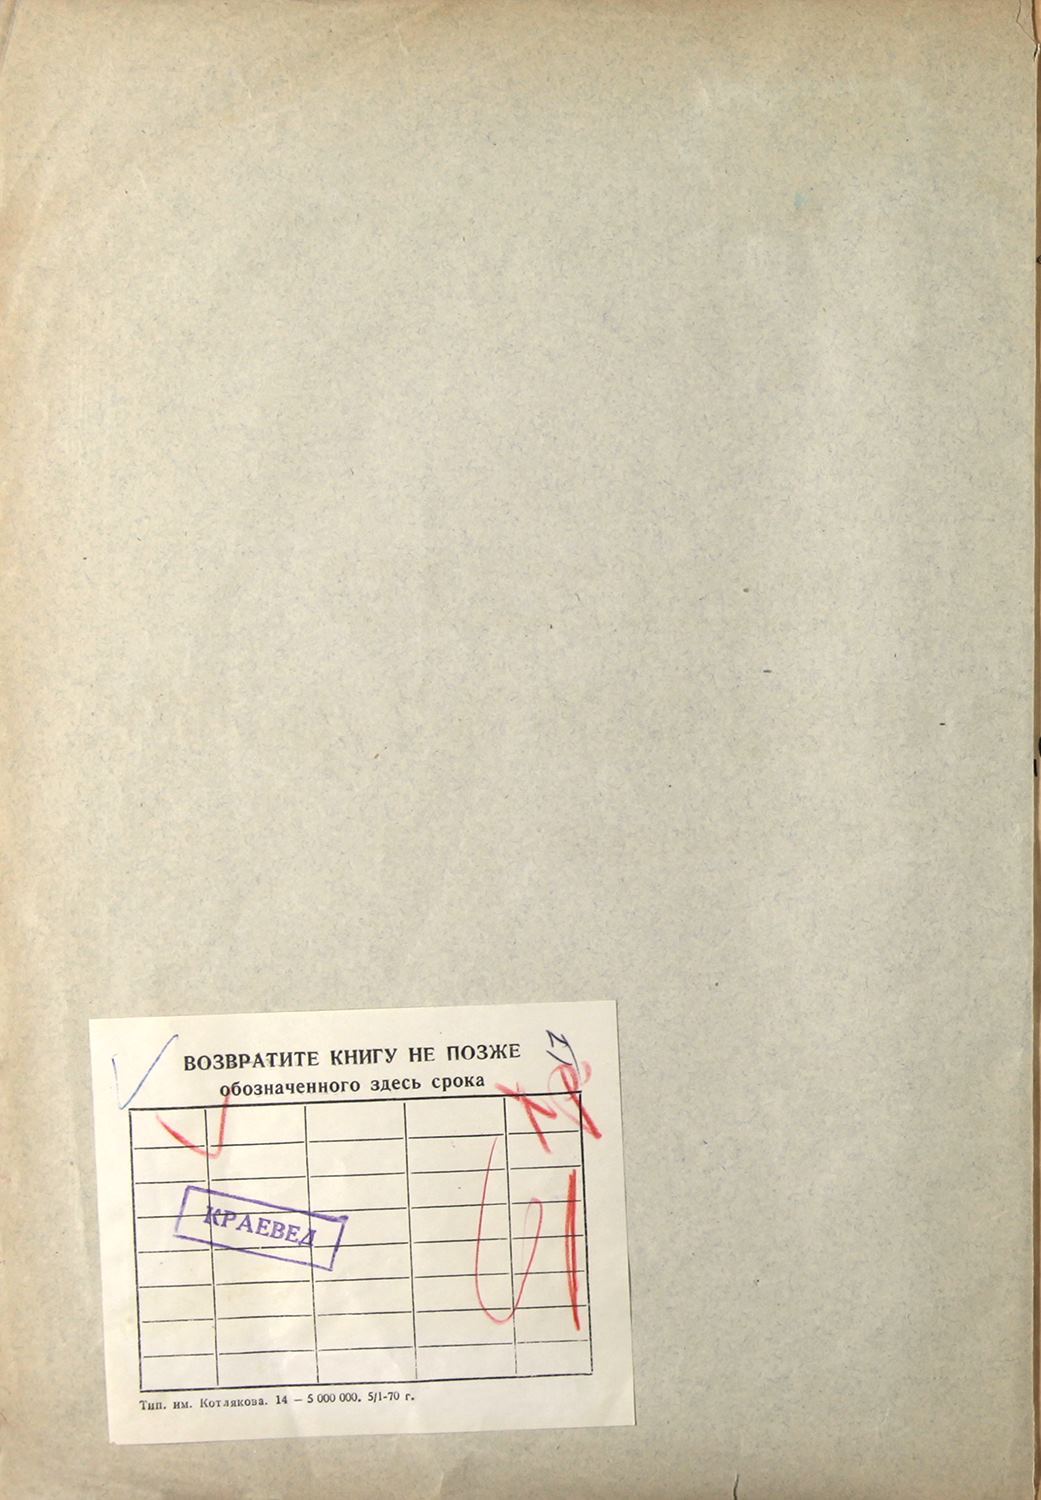 ВОЗВРАТИТЕ КНИГУ НЕ ПОЗЖЕ
обозначенного здесь срока
КРАЕВЕД
Тип. им. Котлякова. 14 — 5 000 000. 5/1-70 г.